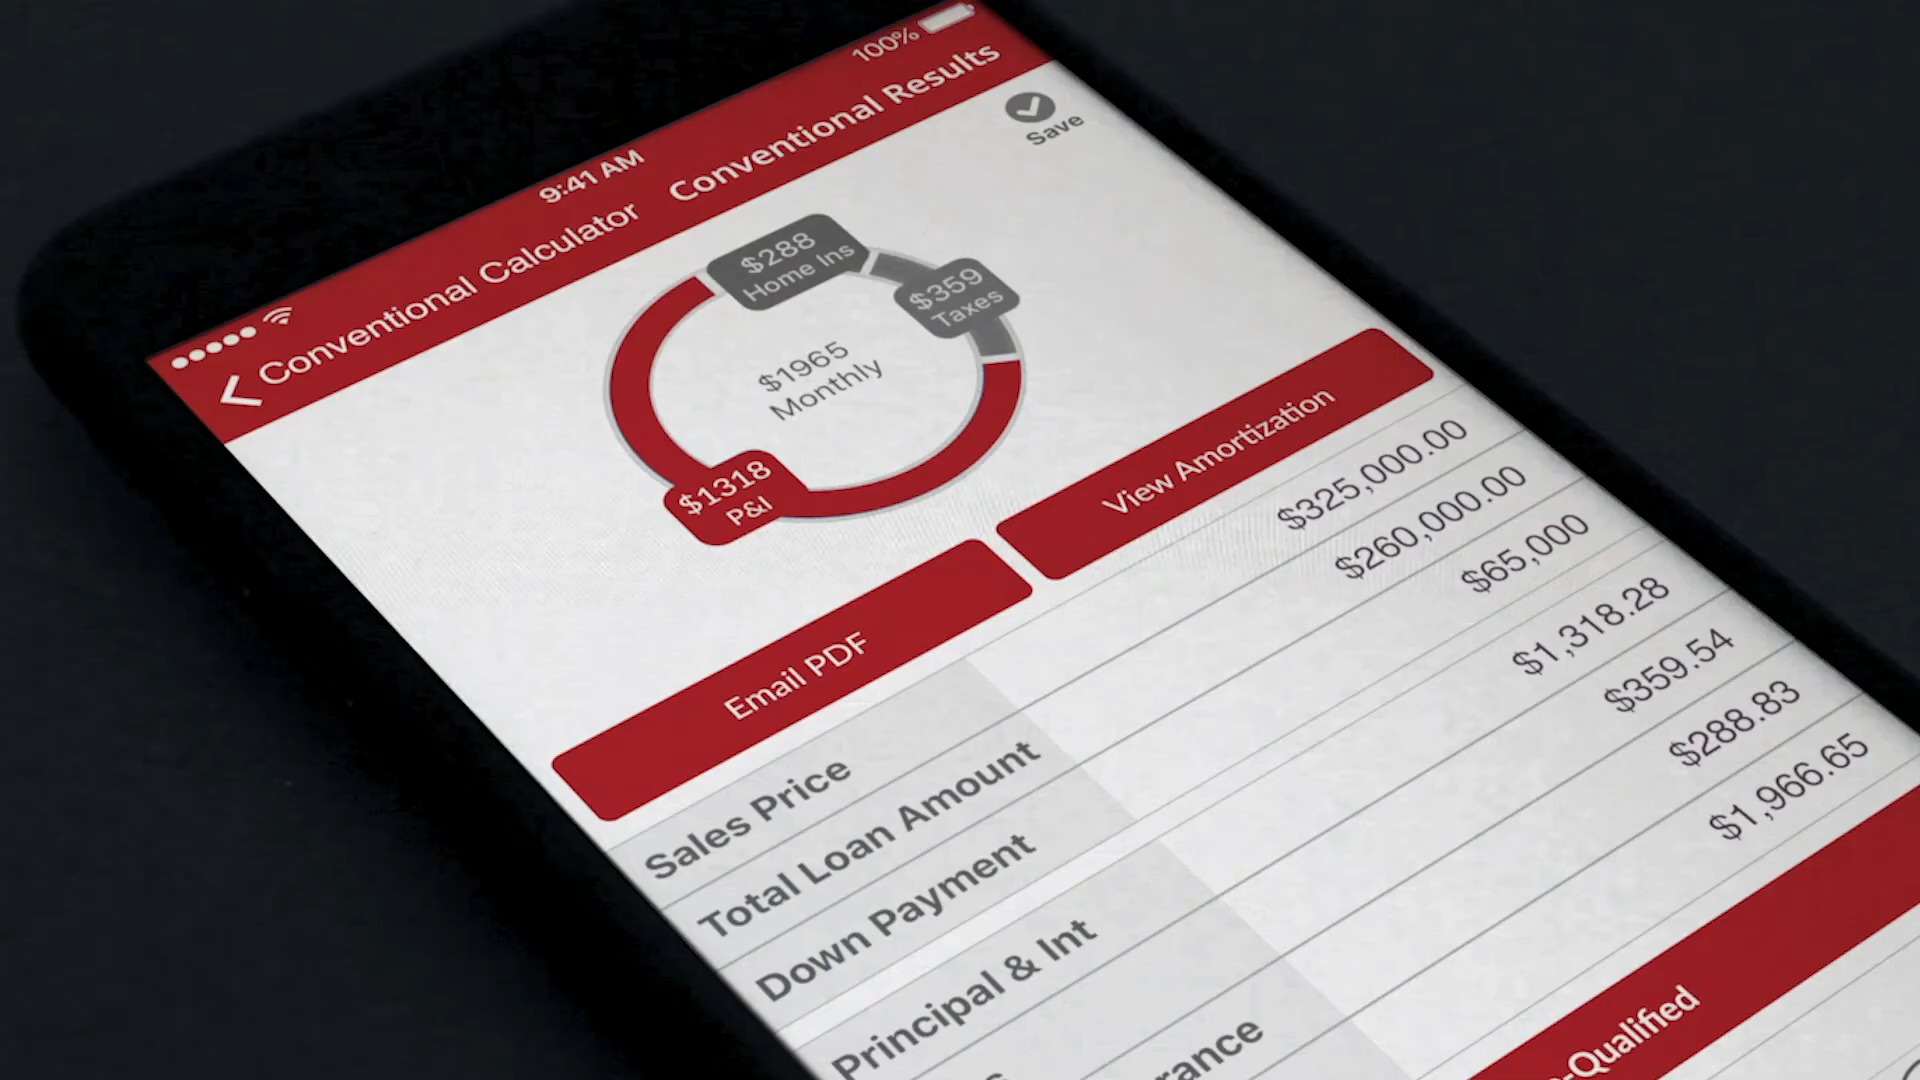 100%
9:41 AM
Conventional Calculator
Conventional Results
Save
$288
Home Ins
$359
Taxes
$1965
Monthly
$1318
P&I
Email PDF
View Amortization
Sales Price $325,000.00
Total Loan Amount $260,000.00
Down Payment $65,000
Principal & Int $1,318.28
$359.54
rance $288.83
$1,966.65
-Qualified